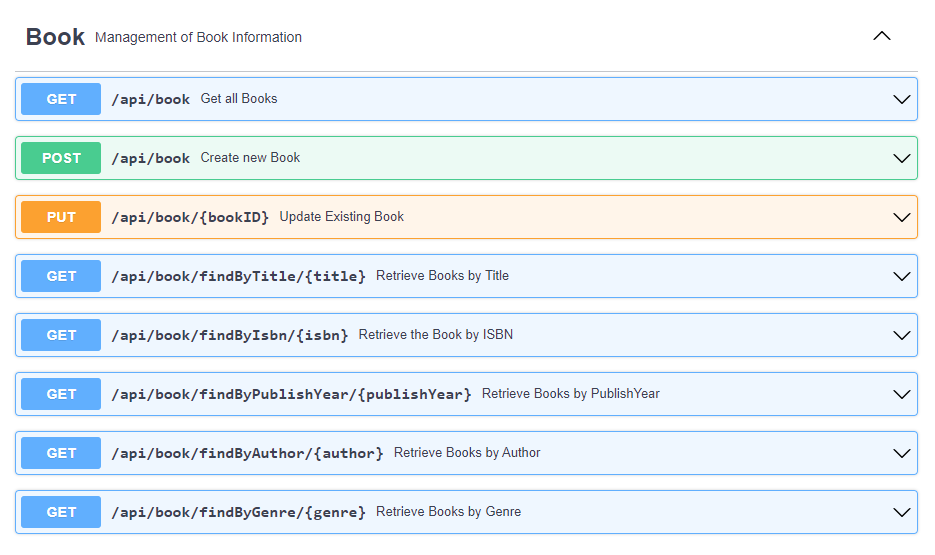 Book Management of Book Information
GET /api/book Get all Books
POST /api/book Create new Book
PUT /api/book/{bookID} Update Existing Book
GET /api/book/findByTitle/{title} Retrieve Books by Title
GET /api/book/findByIsbn/{isbn} Retrieve the Book by ISBN
GET /api/book/findByPublishYear/{publishYear} Retrieve Books by PublishYear
GET /api/book/findByAuthor/{author} Retrieve Books by Author
GET /api/book/findByGenre/{genre} Retrieve Books by Genre